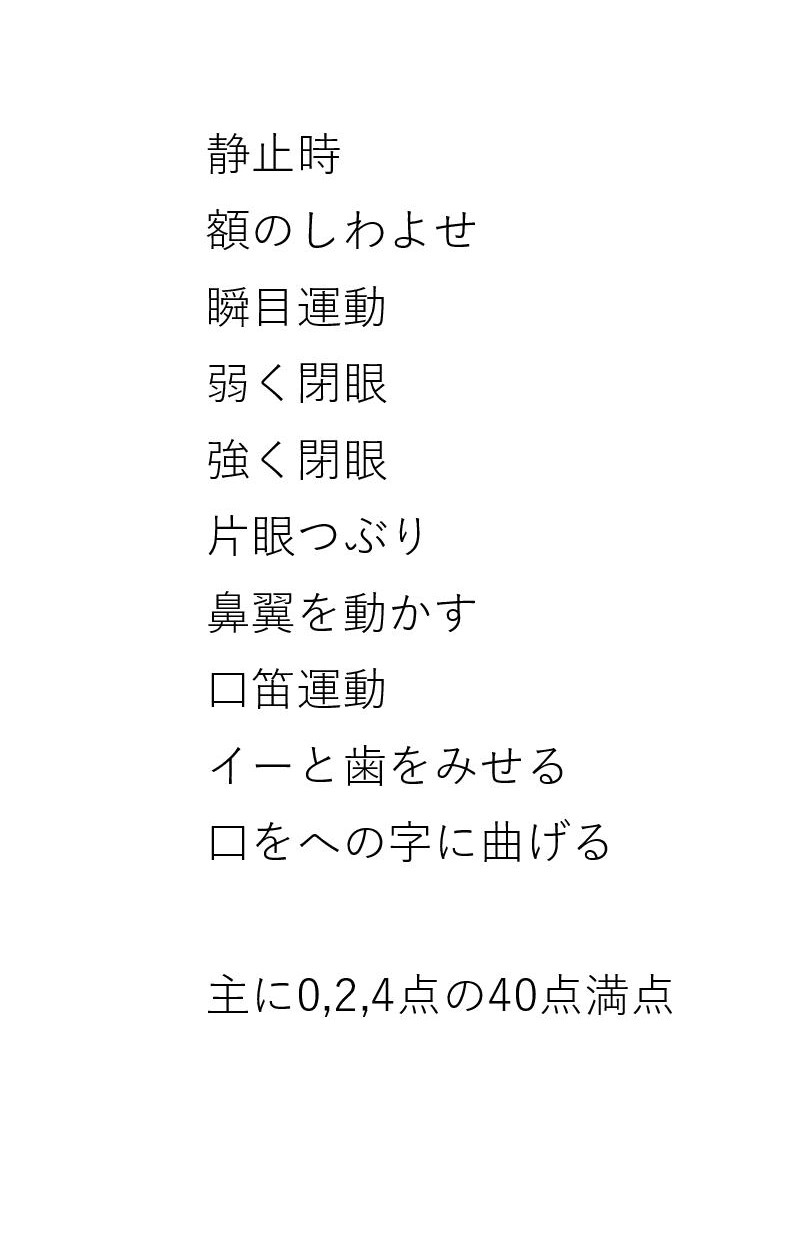 静止時
額のしわよせ
瞬目運動
弱く閉眼
強く閉眼
片眼つぶり
鼻翼を動かす
口笛運動
イーと歯をみせる
口をへの字に曲げる
主に0,2,4点の40点満点